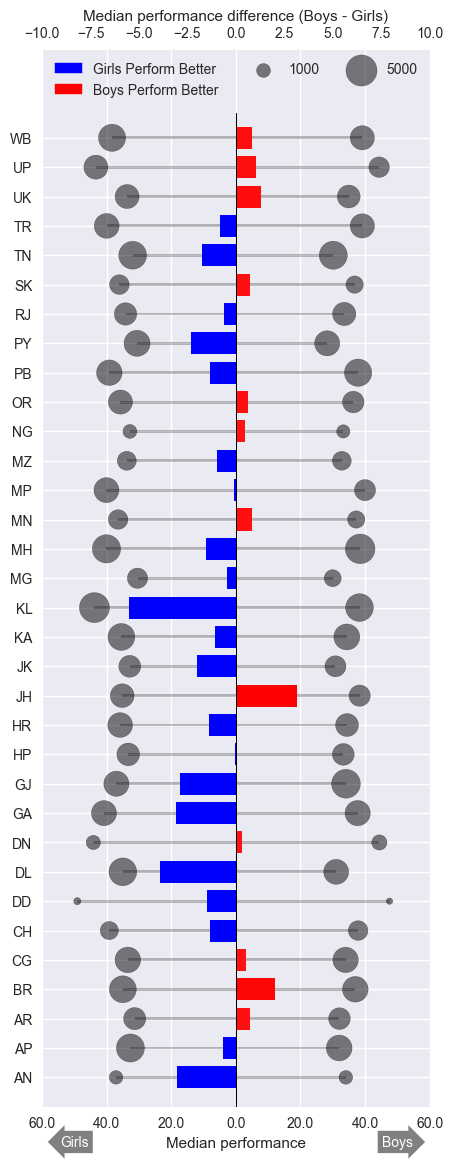 Median performance difference (Boys - Girls)
−10.0 −7.5 −5.0 −2.5 0.0 2.5 5.0 7.5 10.0
Girls Perform Better 1000 5000
Boys Perform Better
WB
UP
UK
TR
TN
SK
RJ
PY
PB
OR
NG
MZ
MP
MN
MH
MG
KL
KA
JK
JH
HR
HP
GJ
GA
DN
DL
DD
CH
CG
BR
AR
AP
AN
60.0 40.0 20.0 0.0 20.0 40.0 60.0
Girls Median performance Boys